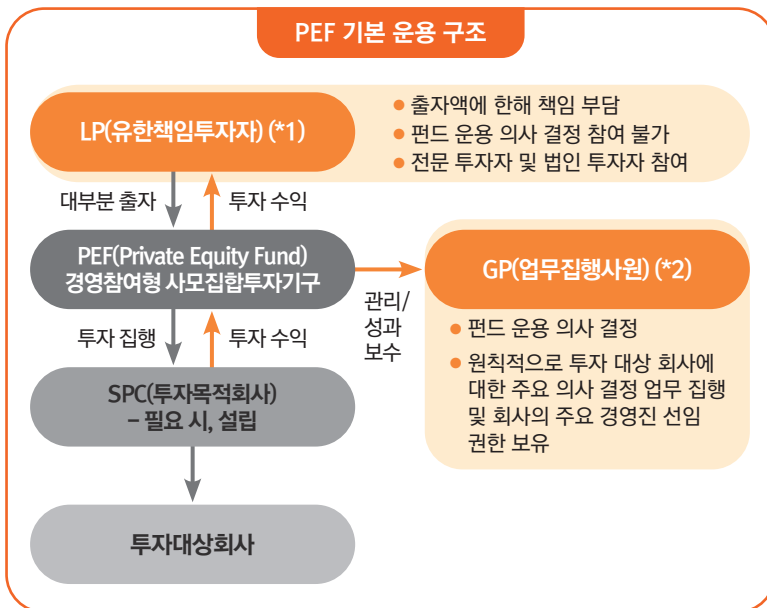 PEF 기본 운용 구조
LP(유한책임투자자) (*1)
● 출자액에 한해 책임 부담
● 펀드 운용 의사 결정 참여 불가
● 전문 투자자 및 법인 투자자 참여
대부분 출자
투자 수익
PEF(Private Equity Fund)
경영참여형 사모집합투자기구
관리/
성과
보수
GP(업무집행사원) (*2)
● 펀드 운용 의사 결정
● 원칙적으로 투자 대상 회사에
대한 주요 의사 결정 업무 집행
및 회사의 주요 경영진 선임
권한 보유
투자 집행
투자 수익
SPC(투자목적회사)
– 필요 시, 설립
투자대상회사